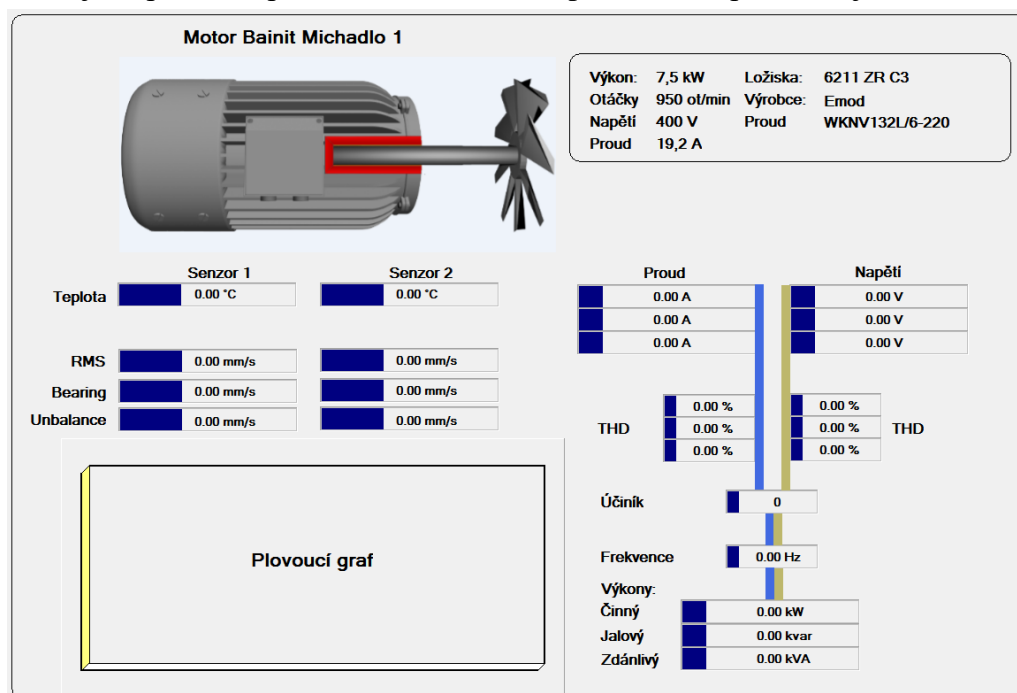 Motor Bainit Michadlo 1
Výkon: 7,5 kW Ložiska: 6211 ZR C3
Otáčky 950 ot/min Výrobce: Emod
Napětí 400 V Proud WKNV132L/6-220
Proud 19,2 A
Senzor 1 Senzor 2
Teplota 0.00 °C 0.00 °C
RMS 0.00 mm/s 0.00 mm/s
Bearing 0.00 mm/s 0.00 mm/s
Unbalance 0.00 mm/s 0.00 mm/s
Plovoucí graf
Proud Napětí
0.00 A 0.00 V
0.00 A 0.00 V
0.00 A 0.00 V
0.00 % 0.00 %
THD 0.00 % 0.00 % THD
0.00 % 0.00 %
Účiník 0
Frekvence 0.00 Hz
Výkony:
Činný 0.00 kW
Jalový 0.00 kvar
Zdánlivý 0.00 kVA